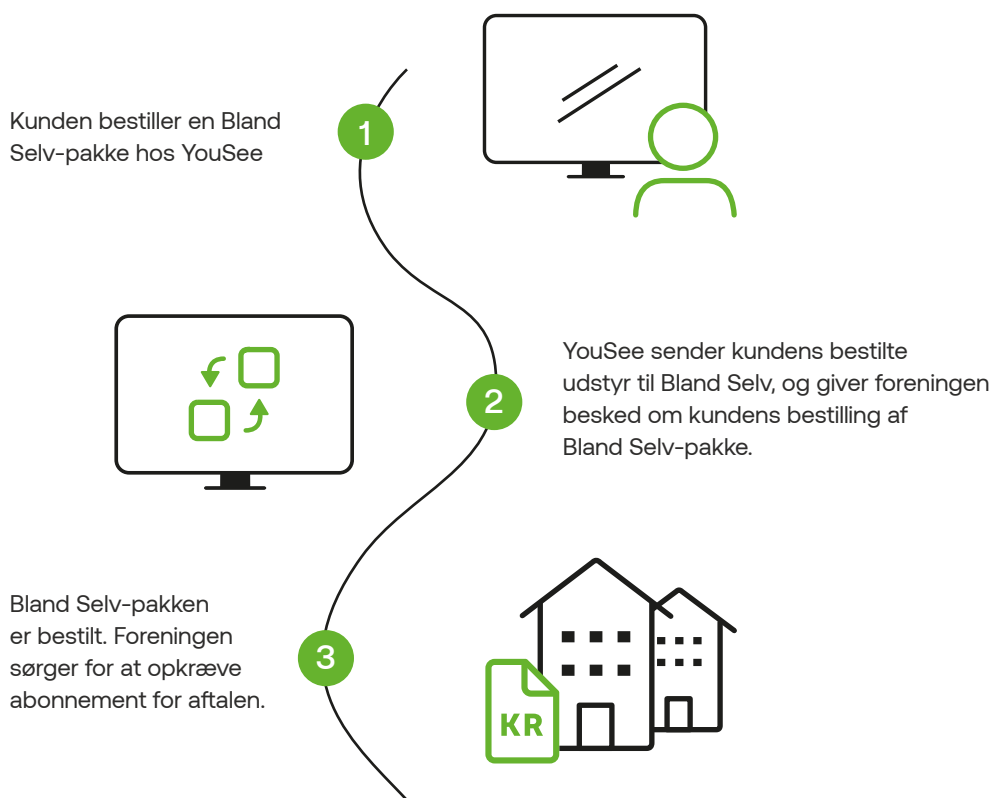 Kunden bestiller en Bland
Selv-pakke hos YouSee
1
YouSee sender kundens bestilte
udstyr til Bland Selv, og giver foreningen
besked om kundens bestilling af
Bland Selv-pakke.
2
Bland Selv-pakken
er bestilt. Foreningen
sørger for at opkræve
abonnement for aftalen.
3
KR